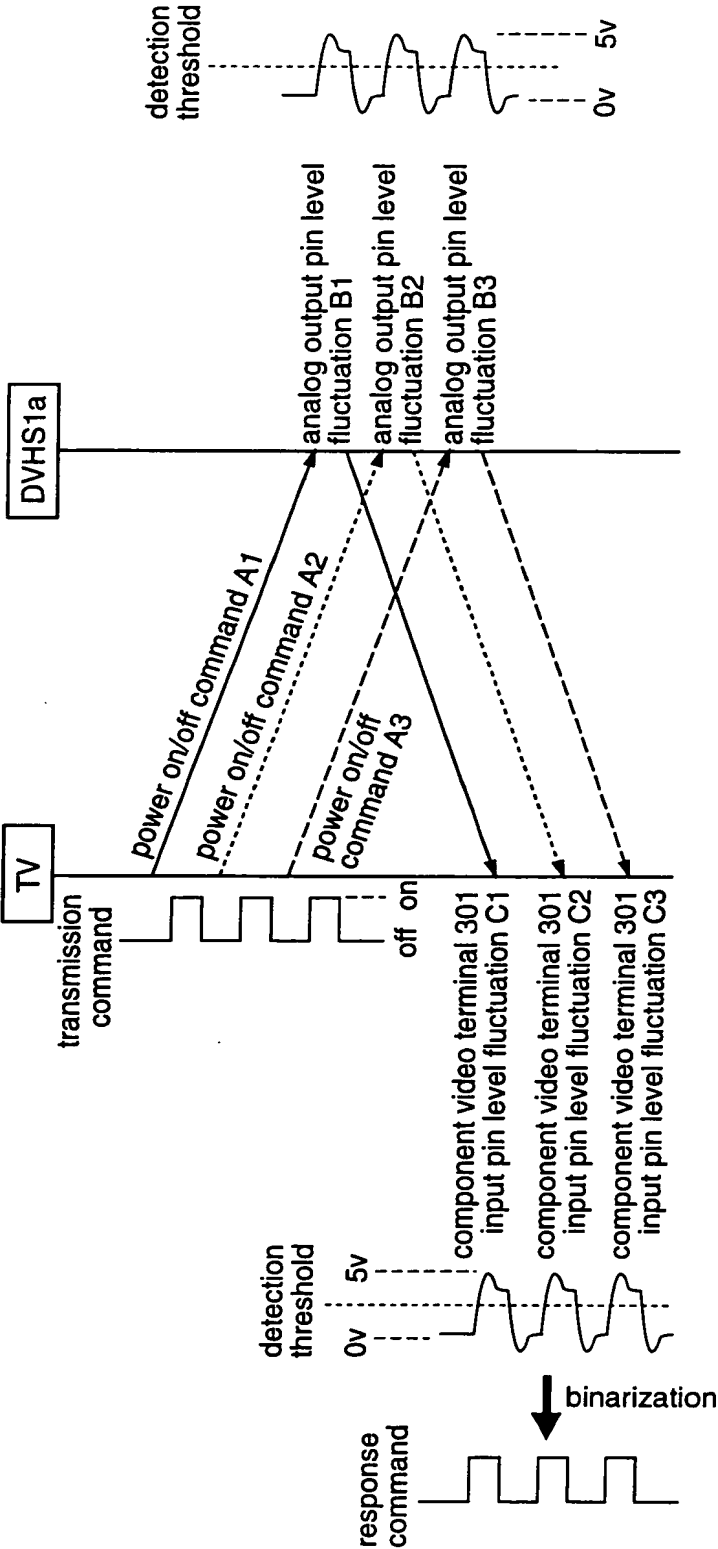 TV
DVHS1a
transmission
command
off on
power on/off command A1
power on/off command A2
power on/off
command A3
analog output pin level
fluctuation B1
analog output pin level
fluctuation B2
analog output pin level
fluctuation B3
detection
threshold
0v
5v
component video terminal 301
input pin level fluctuation C1
component video terminal 301
input pin level fluctuation C2
component video terminal 301
input pin level fluctuation C3
detection
threshold
0v
5v
binarization
response
command